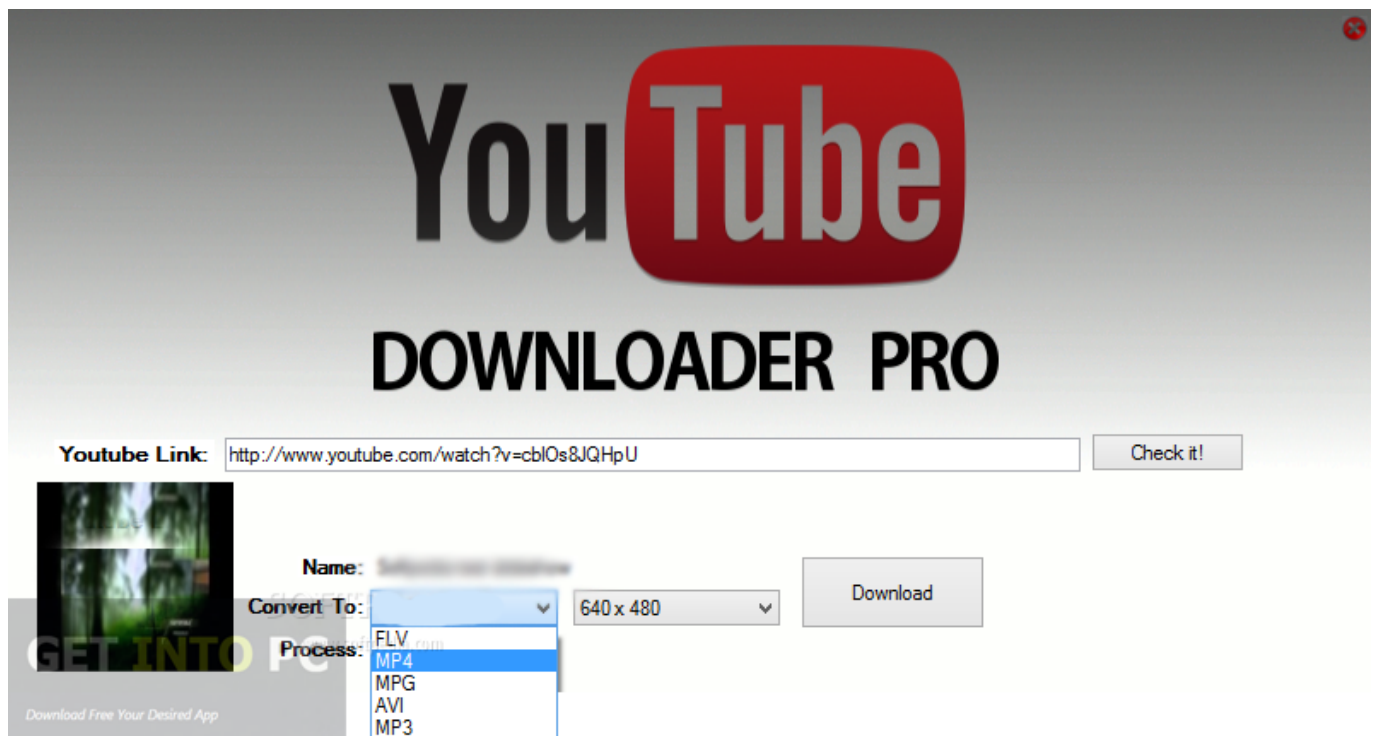 YouTube
DOWNLOADER PRO
Youtube Link: http://www.youtube.com/watch?v=cblOs8JQHpU Check it!
Name:
Convert To: 640 x 480 Download
Process:
FLV
MP4
MPG
AVI
MP3
GET INTO PC
Download Free Your Desired App